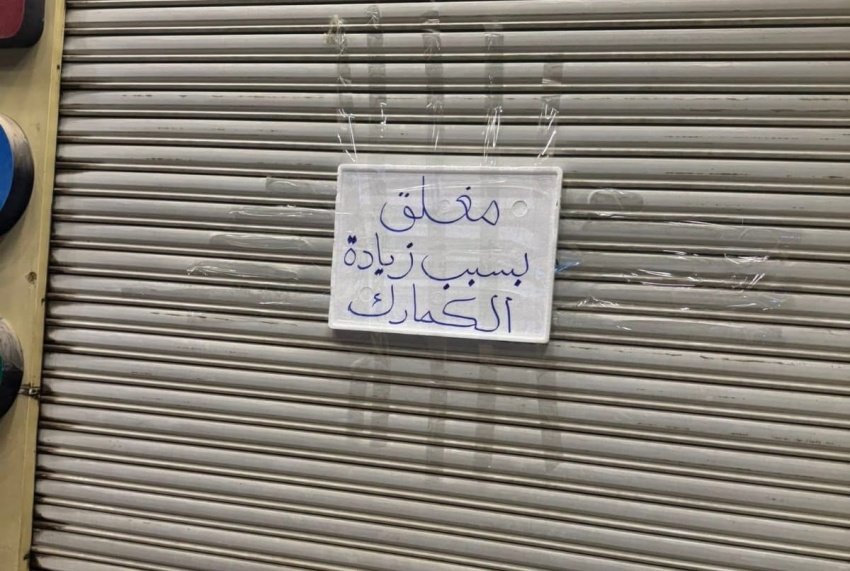 مغلق
بسبب زيادة
الكمارك